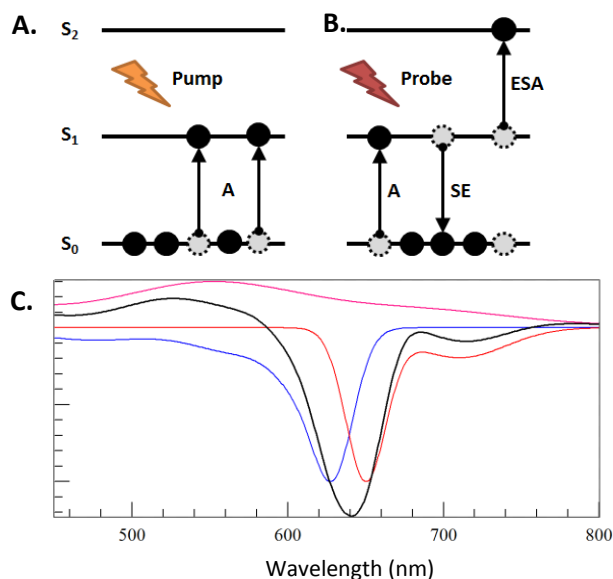 A.
B.
S2
Pump
Probe
ESA
S1
A
A
SE
S0
C.
500
600
700
800
Wavelength (nm)